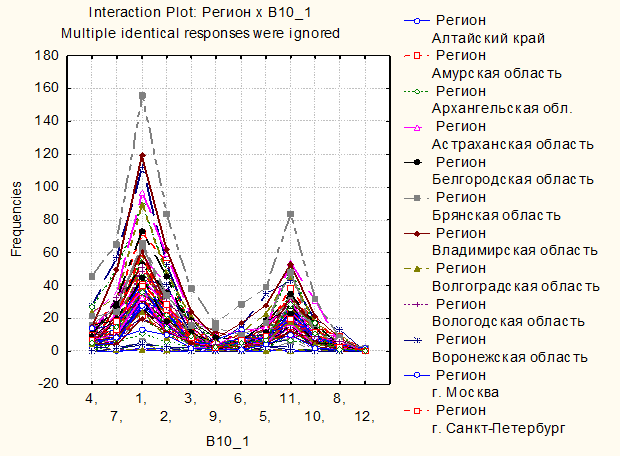 Interaction Plot: Регион x B10_1
Multiple identical responses were ignored
180
160
140
120
100
80
60
40
20
0
-20
Frequencies
4, 1, 3, 6, 11, 8,
7, 2, 9, 5, 10, 12,
B10_1
Регион
Алтайский край
Регион
Амурская область
Регион
Архангельская обл.
Регион
Астраханская область
Регион
Белгородская область
Регион
Брянская область
Регион
Владимирская область
Регион
Волгоградская область
Регион
Вологодская область
Регион
Воронежская область
Регион
г. Москва
Регион
г. Санкт-Петербург